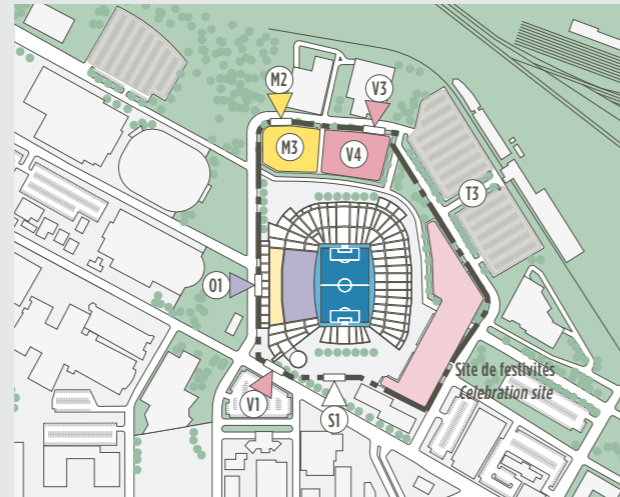 M2
V3
M3
V4
T3
O1
Site de festivités
Celebration site
V1
S1